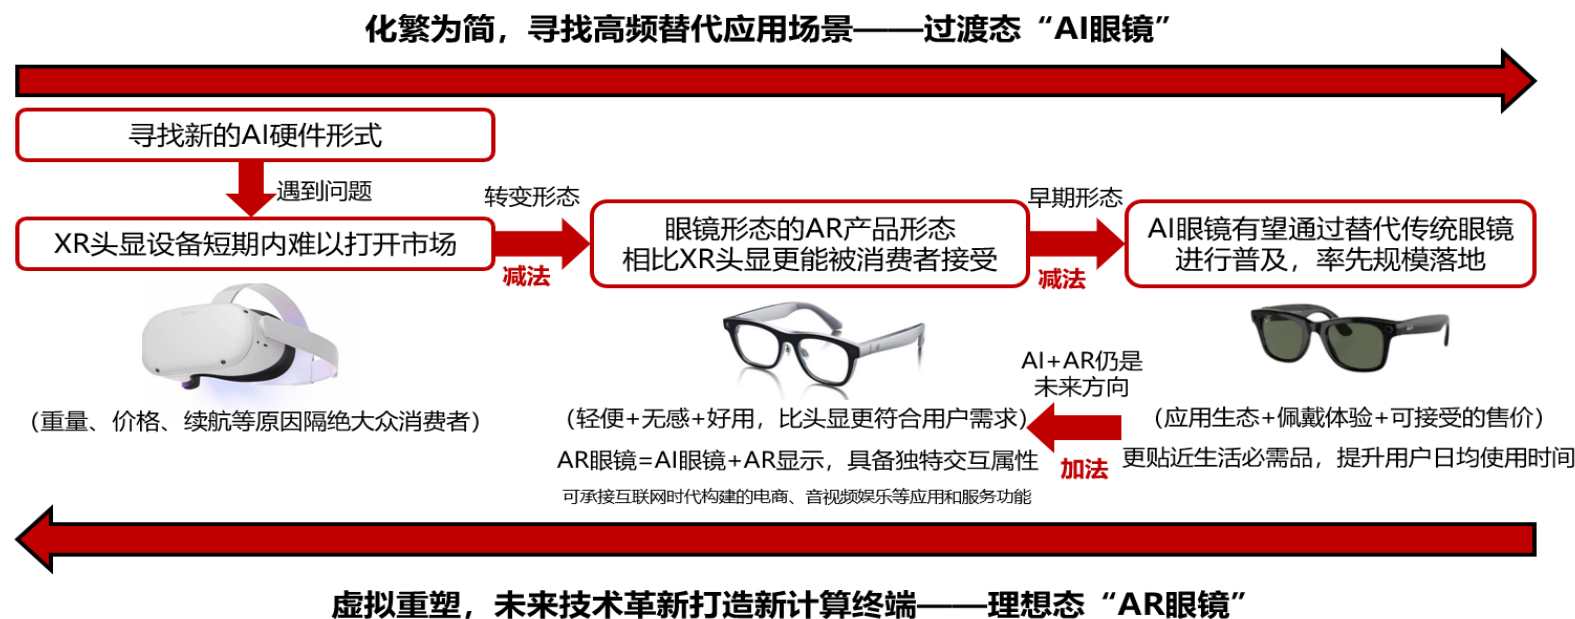 化繁为简，寻找高频替代应用场景——过渡态“AI眼镜”
寻找新的AI硬件形式
遇到问题
XR头显设备短期内难以打开市场
（重量、价格、续航等原因隔绝大众消费者）
转变形态
减法
眼镜形态的AR产品形态
相比XR头显更能被消费者接受
（轻便+无感+好用，比头显更符合用户需求）
AR眼镜=AI眼镜+AR显示，具备独特交互属性
可承接互联网时代构建的电商、音视频娱乐等应用和服务功能
早期形态
减法
AI眼镜有望通过替代传统眼镜
进行普及，率先规模落地
AI+AR仍是
未来方向
加法
（应用生态+佩戴体验+可接受的售价）
更贴近生活必需品，提升用户日均使用时间
虚拟重塑，未来技术革新打造新计算终端——理想态“AR眼镜”